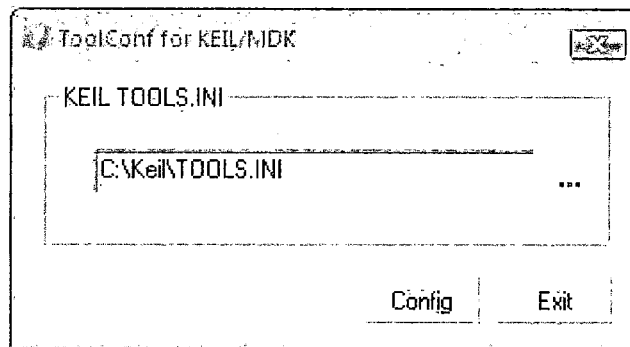 ToolConf for KEIL/MDK
KEIL TOOLS.INI
C:\Keil\TOOLS.INI
...
Config
Exit